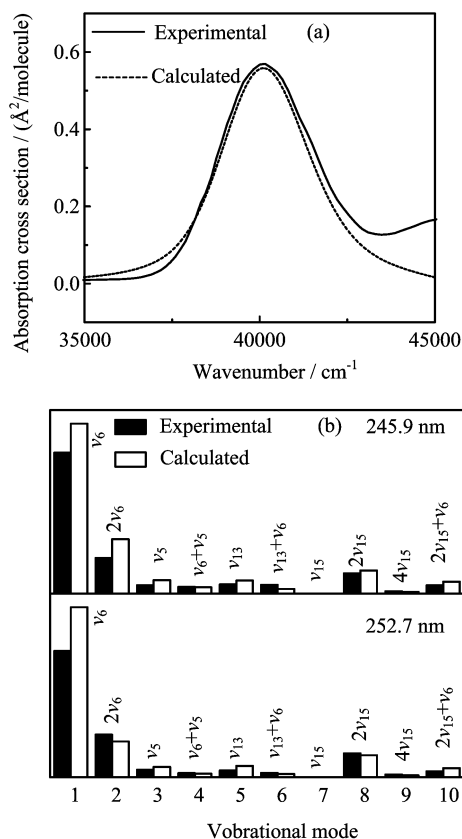 Absorption cross section / (Å²/molecule)
0.6
0.4
0.2
0.0
Experimental
(a)
Calculated
35000 40000 45000
Wavenumber / cm⁻¹
Experimental
(b)
245.9 nm
Calculated
ν₆
2ν₆
ν₅
ν₆+ν₅
ν₁₃
ν₁₃+ν₆
ν₁₅
2ν₁₅
4ν₁₅
2ν₁₅+ν₆
252.7 nm
ν₆
2ν₆
ν₅
ν₆+ν₅
ν₁₃
ν₁₃+ν₆
ν₁₅
2ν₁₅
4ν₁₅
2ν₁₅+ν₆
1 2 3 4 5 6 7 8 9 10
Vobrational mode